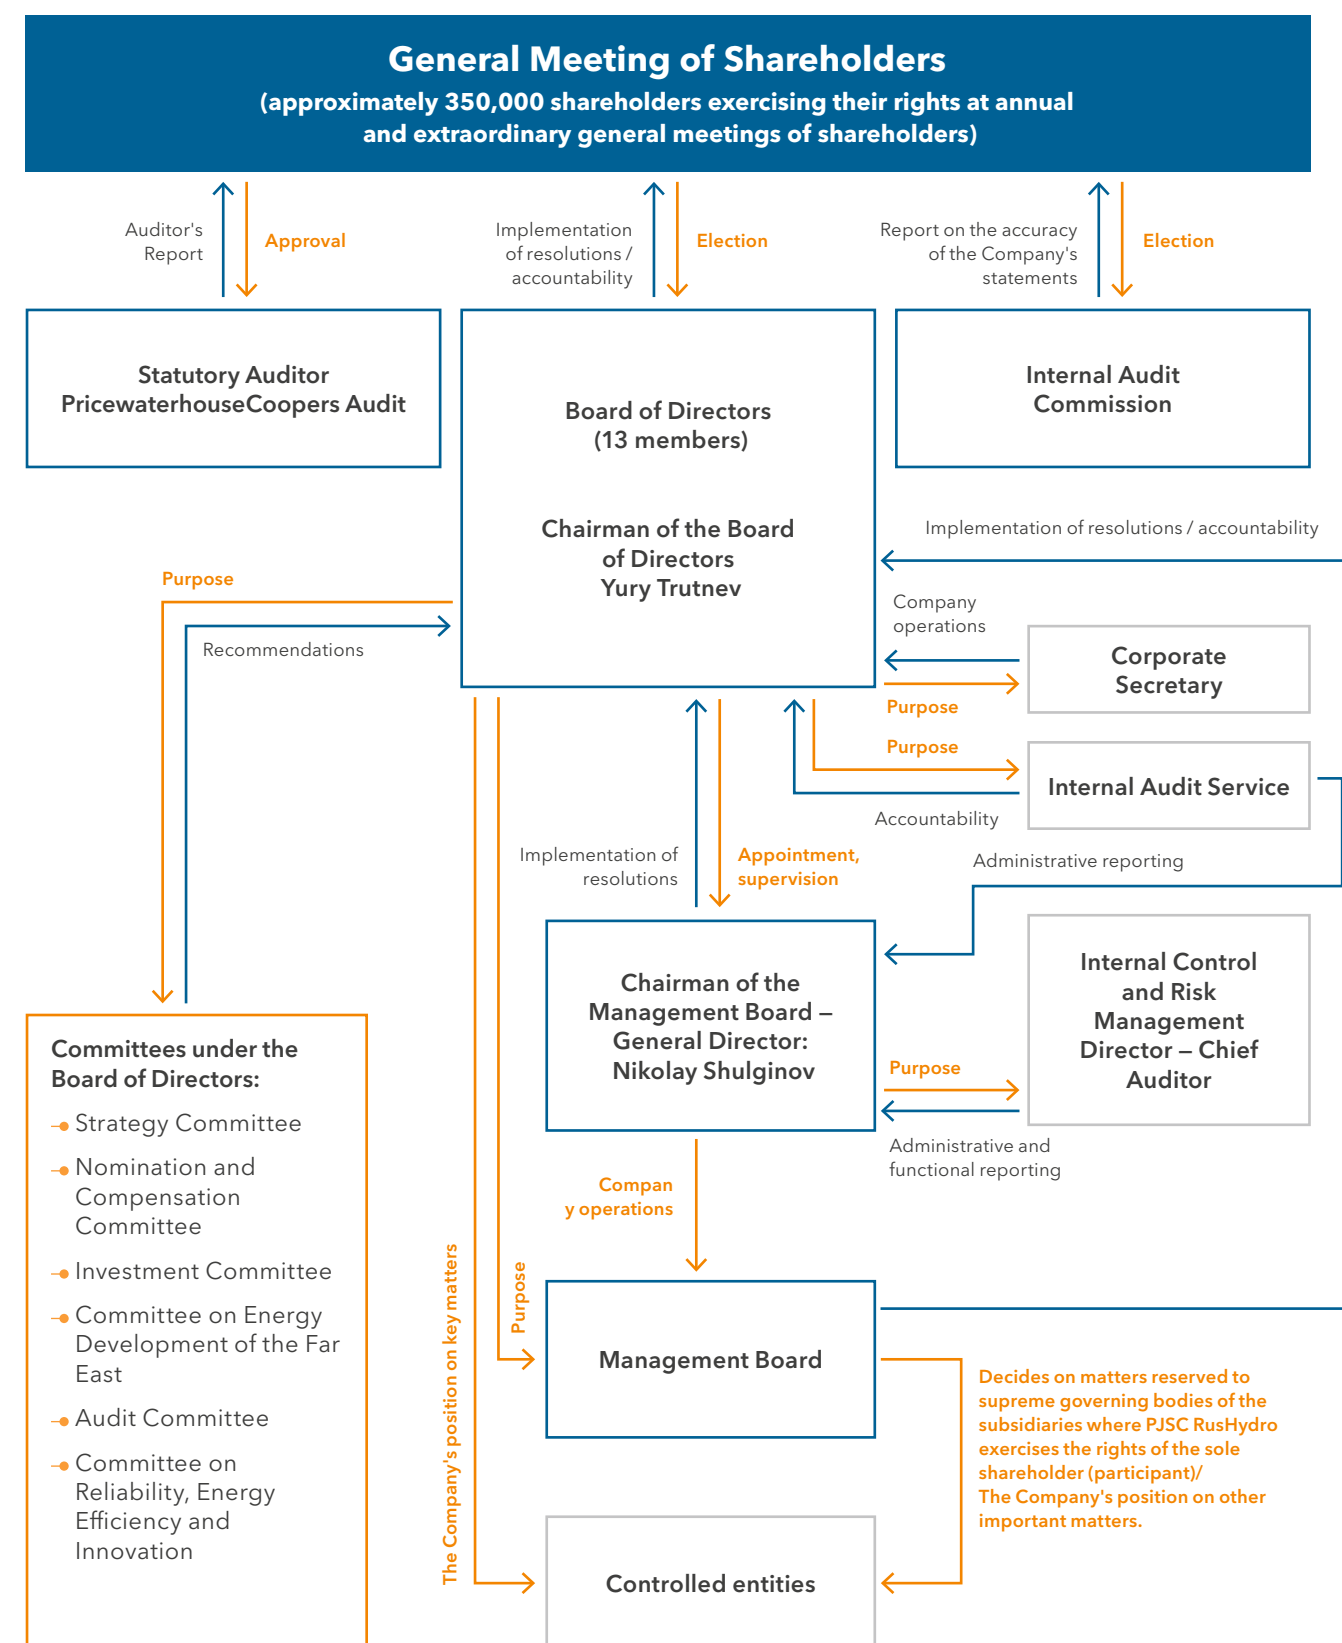 General Meeting of Shareholders
(approximately 350,000 shareholders exercising their rights at annual
and extraordinary general meetings of shareholders)
Auditor's
Report
Approval
Implementation
of resolutions /
accountability
Election
Report on the accuracy
of the Company's
statements
Election
Statutory Auditor
PricewaterhouseCoopers Audit
Board of Directors
(13 members)
Chairman of the Board
of Directors
Yury Trutnev
Internal Audit
Commission
Implementation of resolutions / accountability
Purpose
Recommendations
Company
operations
Purpose
Corporate
Secretary
Purpose
Internal Audit Service
Accountability
Implementation of
resolutions
Appointment,
supervision
Administrative reporting
Chairman of the
Management Board –
General Director:
Nikolay Shulginov
Internal Control
and Risk
Management
Director – Chief
Auditor
Purpose
Administrative and
functional reporting
Committees under the
Board of Directors:
Strategy Committee
Nomination and
Compensation
Committee
Investment Committee
Committee on Energy
Development of the Far
East
Audit Committee
Committee on
Reliability, Energy
Efficiency and
Innovation
Compan
y operations
The Company's position on key matters
Purpose
Management Board
Decides on matters reserved to
supreme governing bodies of the
subsidiaries where PJSC RusHydro
exercises the rights of the sole
shareholder (participant)/
The Company's position on other
important matters.
Controlled entities